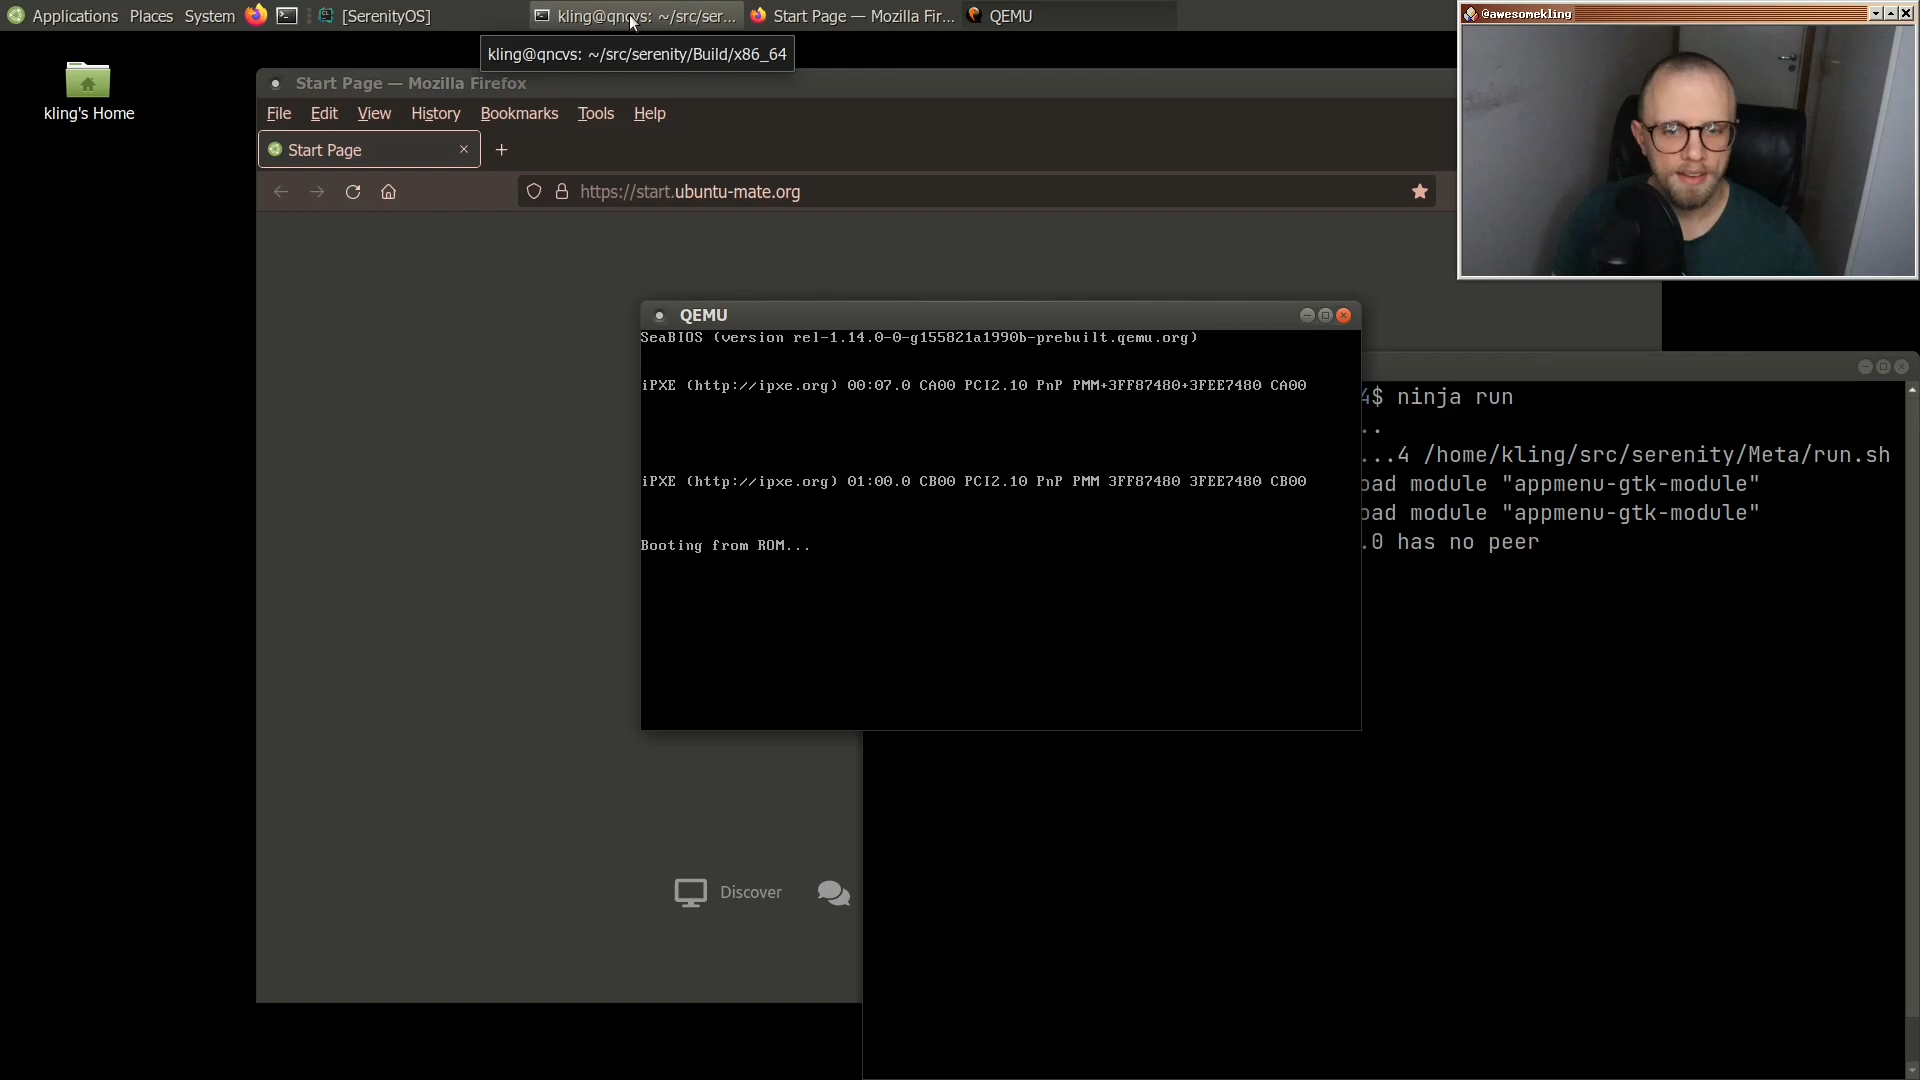 Applications Places System [SerenityOS] kling@qncvs: ~/src/ser... Start Page — Mozilla Fir... QEMU
@awesomekling
kling@qncvs: ~/src/serenity/Build/x86_64
kling's Home
Start Page — Mozilla Firefox
File Edit View History Bookmarks Tools Help
Start Page
https://start.ubuntu-mate.org
QEMU
SeaBIOS (version rel-1.14.0-0-g155821a1990b-prebuilt.qemu.org)
iPXE (http://ipxe.org) 00:07.0 CA00 PCI2.10 PnP PMM+3FF87480+3FEE7480 CA00
iPXE (http://ipxe.org) 01:00.0 CB00 PCI2.10 PnP PMM 3FF87480 3FEE7480 CB00
Booting from ROM...
4$ ninja run
..
...4 /home/kling/src/serenity/Meta/run.sh
oad module "appmenu-gtk-module"
oad module "appmenu-gtk-module"
.0 has no peer
Discover